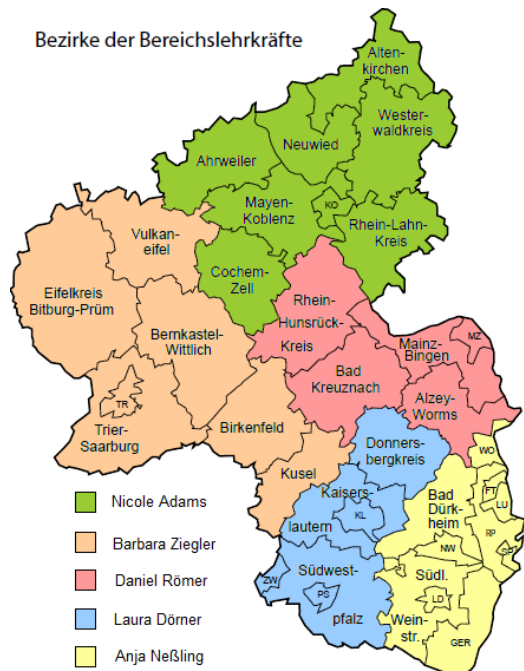 Bezirke der Bereichslehrkräfte
Alten-
kirchen
Wester-
waldkreis
Neuwied
Ahrweiler
Mayen-
Koblenz
KO
Rhein-Lahn-
Kreis
Vulkan-
eifel
Cochem-
Zell
Eifelkreis
Bitburg-Prüm
Rhein-
Hunsrück-
Kreis
Bernkastel-
Wittlich
Mainz-
Bingen
MZ
Bad
Kreuznach
Alzey-
Worms
TR
Trier-
Saarburg
Birkenfeld
Donners-
bergkreis
WO
Kusel
Kaisers-
lautern
KL
Bad
Dürk-
heim
FT
LU
RP
SP
NW
ZW
Südwest-
pfalz
PS
Südl.
Wein-
str.
LD
GER
Nicole Adams
Barbara Ziegler
Daniel Römer
Laura Dörner
Anja Neßling